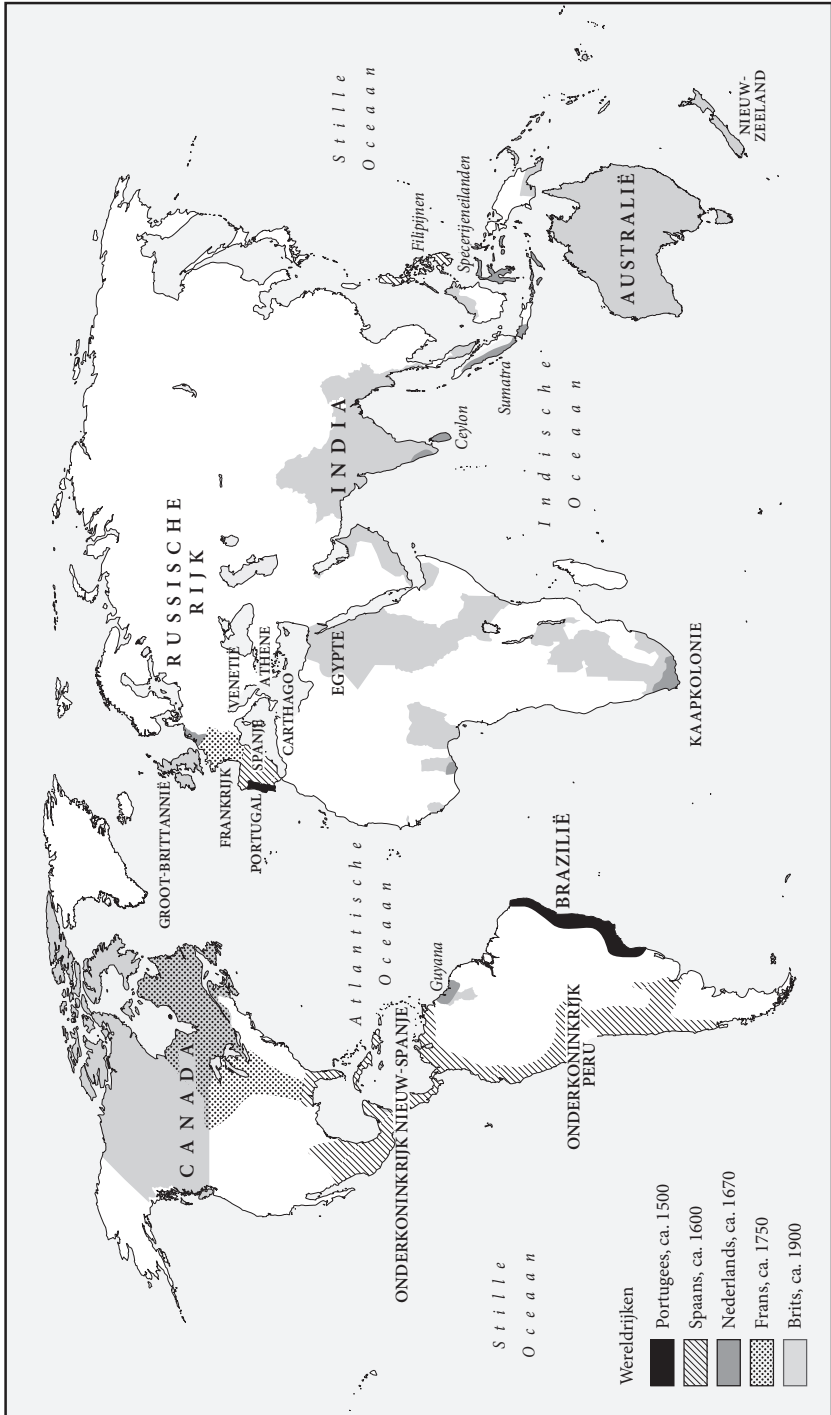 Stille
Oceaan
NIEUW-
ZEELAND
Filipijnen
Specerijeneilanden
AUSTRALIË
RUSSISCHE
RIJK
INDIA
Ceylon
Sumatra
Indische
Oceaan
VENETIË
ATHENE
EGYPTE
CARTHAGO
SPANJE
FRANKRIJK
PORTUGAL
GROOT-BRITTANNIË
KAAPKOLONIE
Atlantische
Oceaan
BRAZILIË
Guyana
CANADA
ONDERKONINKRIJK NIEUW-SPANJE
ONDERKONINKRIJK
PERU
Stille
Oceaan
Wereldrijken
Portugees, ca. 1500
Spaans, ca. 1600
Nederlands, ca. 1670
Frans, ca. 1750
Brits, ca. 1900